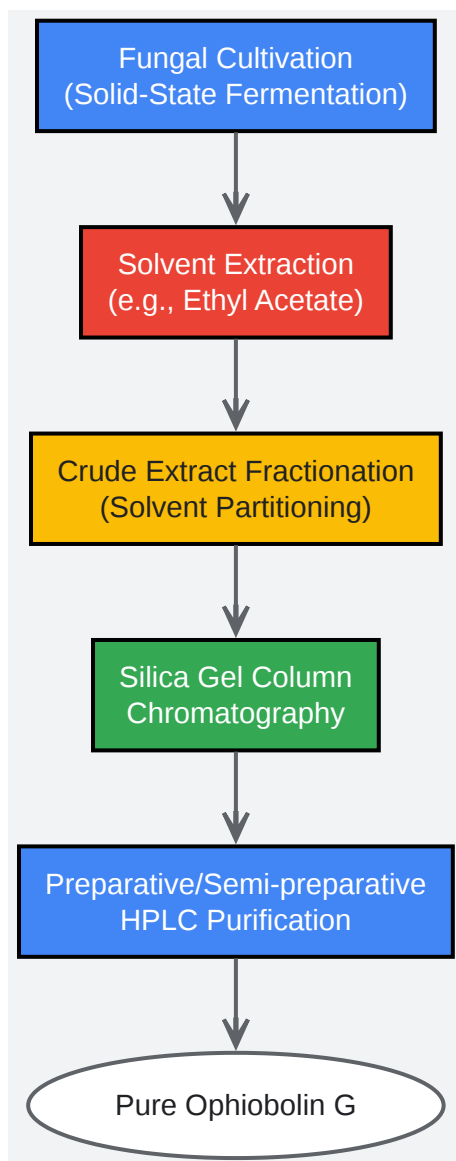 Fungal Cultivation
(Solid-State Fermentation)
Solvent Extraction
(e.g., Ethyl Acetate)
Crude Extract Fractionation
(Solvent Partitioning)
Silica Gel Column
Chromatography
Preparative/Semi-preparative
HPLC Purification
Pure Ophiobolin G